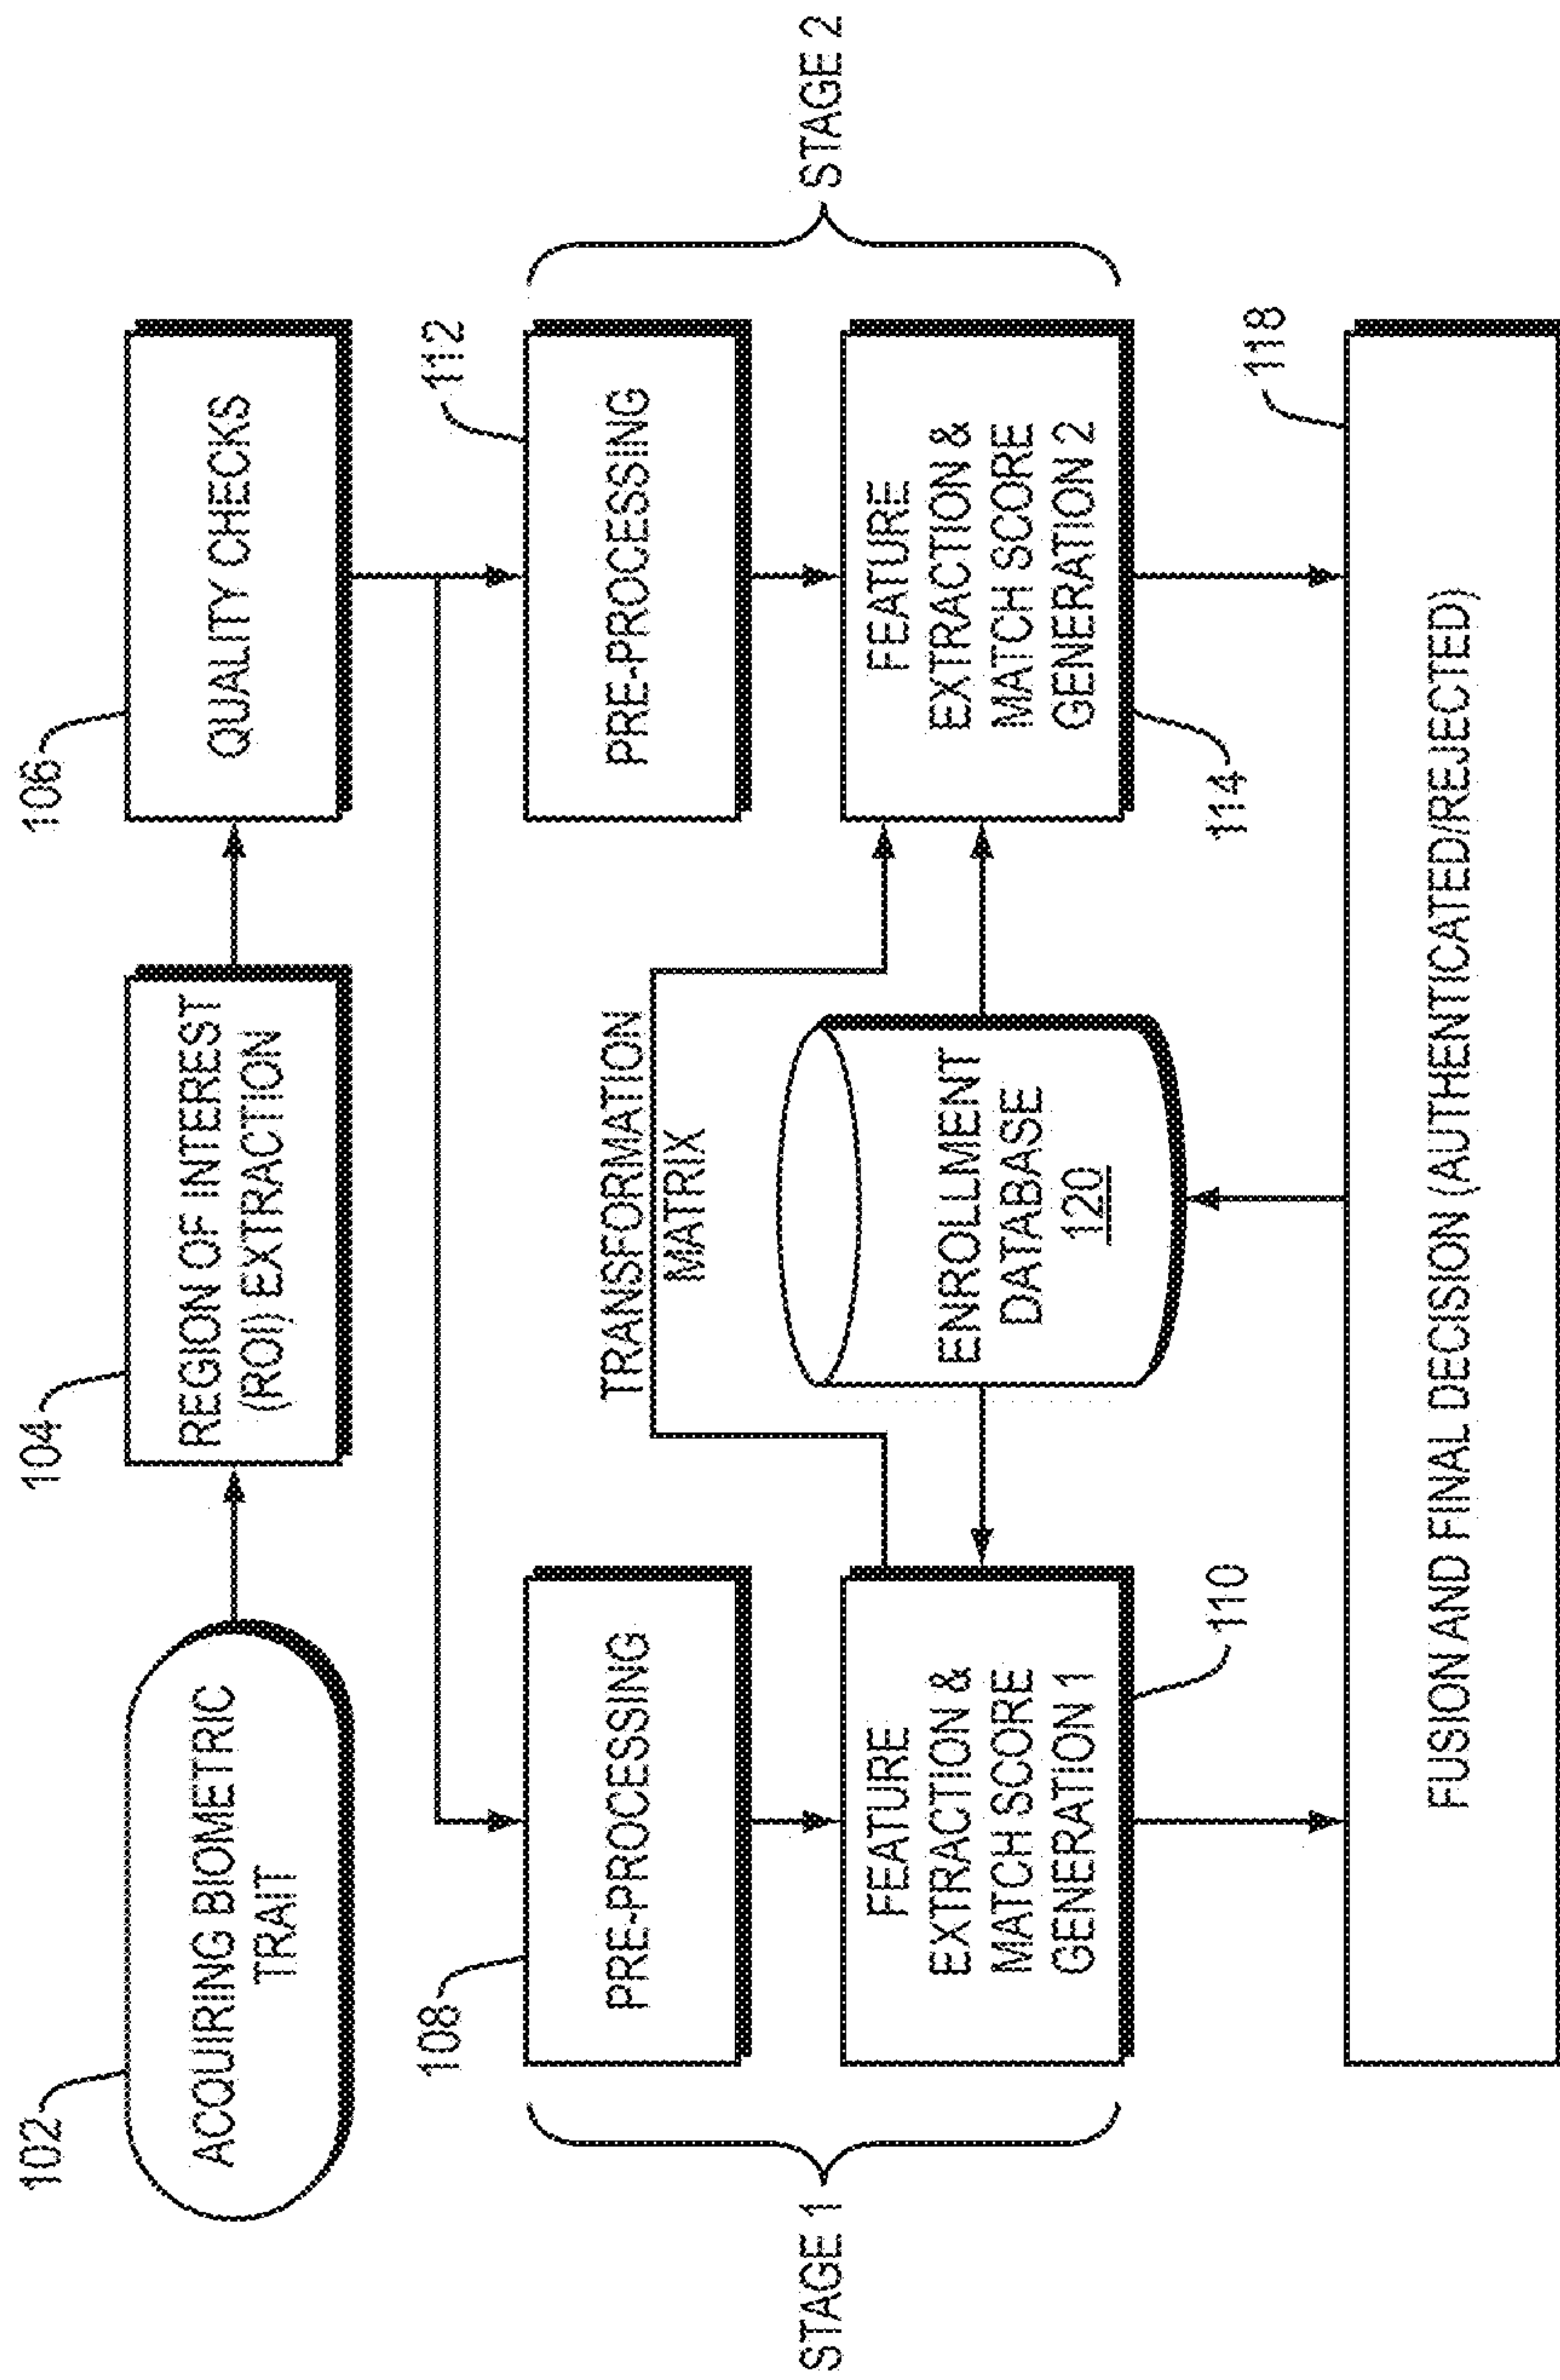 102
ACQUIRING BIOMETRIC
TRAIT
104
REGION OF INTEREST
(ROI) EXTRACTION
106
QUALITY CHECKS
108
PRE-PROCESSING
112
PRE-PROCESSING
TRANSFORMATION
MATRIX
STAGE 1
FEATURE
EXTRACTION &
MATCH SCORE
GENERATION 1
110
ENROLLMENT
DATABASE
120
FEATURE
EXTRACTION &
MATCH SCORE
GENERATION 2
114
STAGE 2
118
FUSION AND FINAL DECISION (AUTHENTICATED/REJECTED)